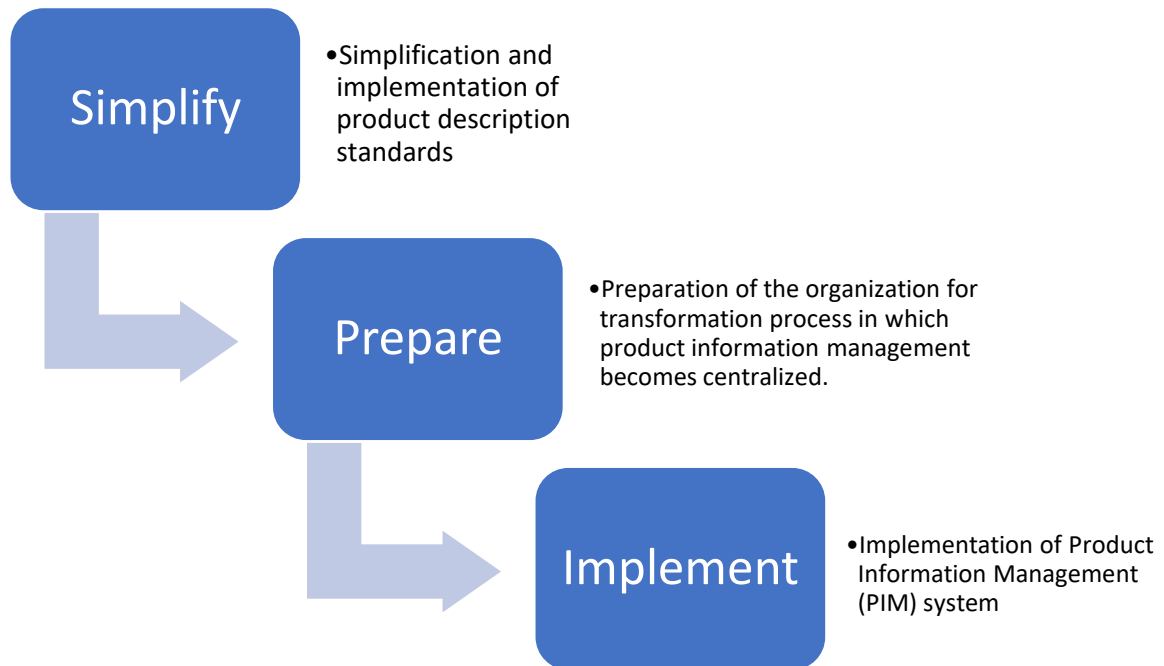 Simplify
•Simplification and
implementation of
product description
standards
Prepare
•Preparation of the organization for
transformation process in which
product information management
becomes centralized.
Implement
•Implementation of Product
Information Management
(PIM) system